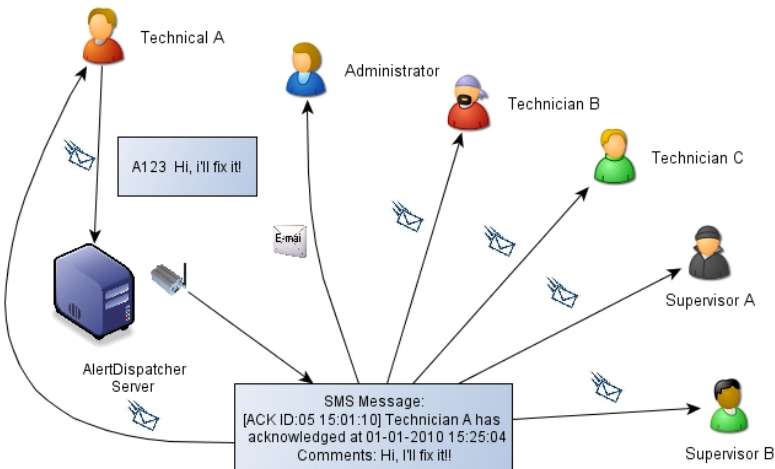 Technical A
Administrator
Technician B
Technician C
A123 Hi, i'll fix it!
E-mai
Supervisor A
AlertDispatcher
Server
SMS Message:
[ACK ID:05 15:01:10] Technician A has
acknowledged at 01-01-2010 15:25:04
Comments: Hi, I'll fix it!!
Supervisor B